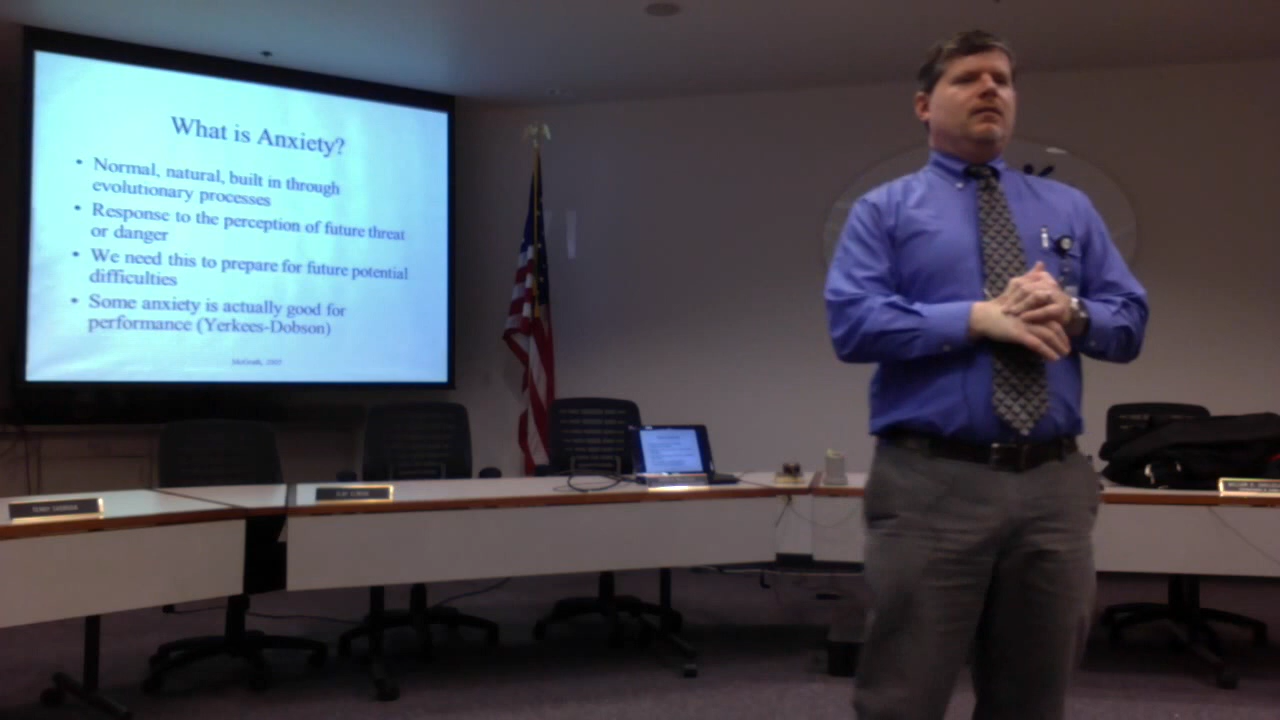 What is Anxiety?
• Normal, natural, built in through
evolutionary processes
• Response to the perception of future threat
or danger
• We need this to prepare for future potential
difficulties
• Some anxiety is actually good for
performance (Yerkees-Dobson)